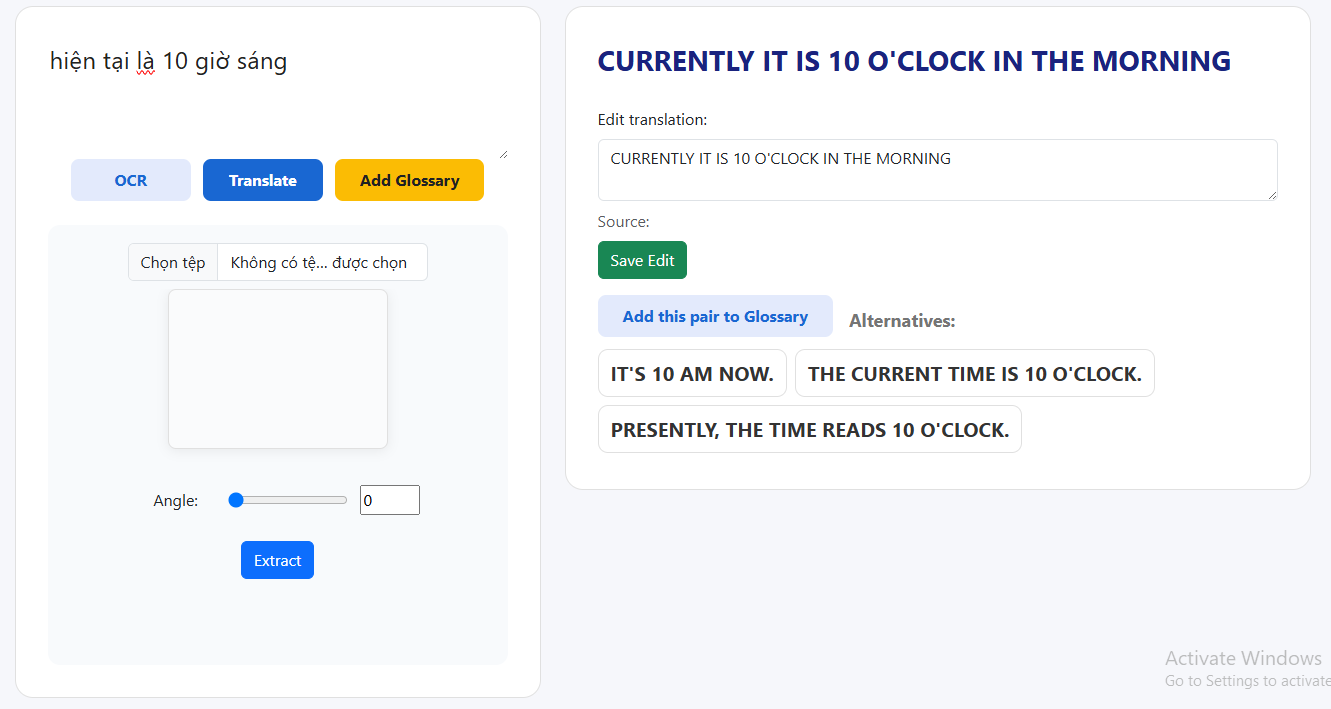 hiện tại là 10 giờ sáng
OCR
Translate
Add Glossary
Chọn tệp
Không có tệ... được chọn
Angle:
0
Extract
CURRENTLY IT IS 10 O'CLOCK IN THE MORNING
Edit translation:
CURRENTLY IT IS 10 O'CLOCK IN THE MORNING
Source:
Save Edit
Add this pair to Glossary
Alternatives:
IT'S 10 AM NOW.
THE CURRENT TIME IS 10 O'CLOCK.
PRESENTLY, THE TIME READS 10 O'CLOCK.
Activate Windows
Go to Settings to activate